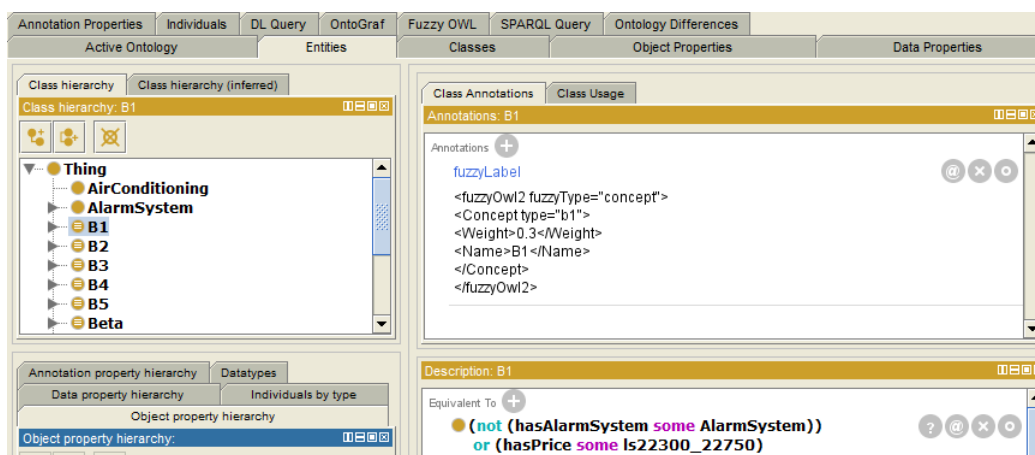 Annotation Properties Individuals DL Query OntoGraf Fuzzy OWL SPARQL Query Ontology Differences
Active Ontology Entities Classes Object Properties Data Properties
Class hierarchy Class hierarchy (inferred)
Class hierarchy: B1
Thing
AirConditioning
AlarmSystem
B1
B2
B3
B4
B5
Beta
Annotation property hierarchy Datatypes
Data property hierarchy Individuals by type
Object property hierarchy
Object property hierarchy:
Class Annotations Class Usage
Annotations: B1
Annotations +
fuzzyLabel
<fuzzyOwl2 fuzzyType="concept">
<Concept type="b1">
<Weight>0.3</Weight>
<Name>B1</Name>
</Concept>
</fuzzyOwl2>
Description: B1
Equivalent To +
(not (hasAlarmSystem some AlarmSystem))
or (hasPrice some ls22300_22750)